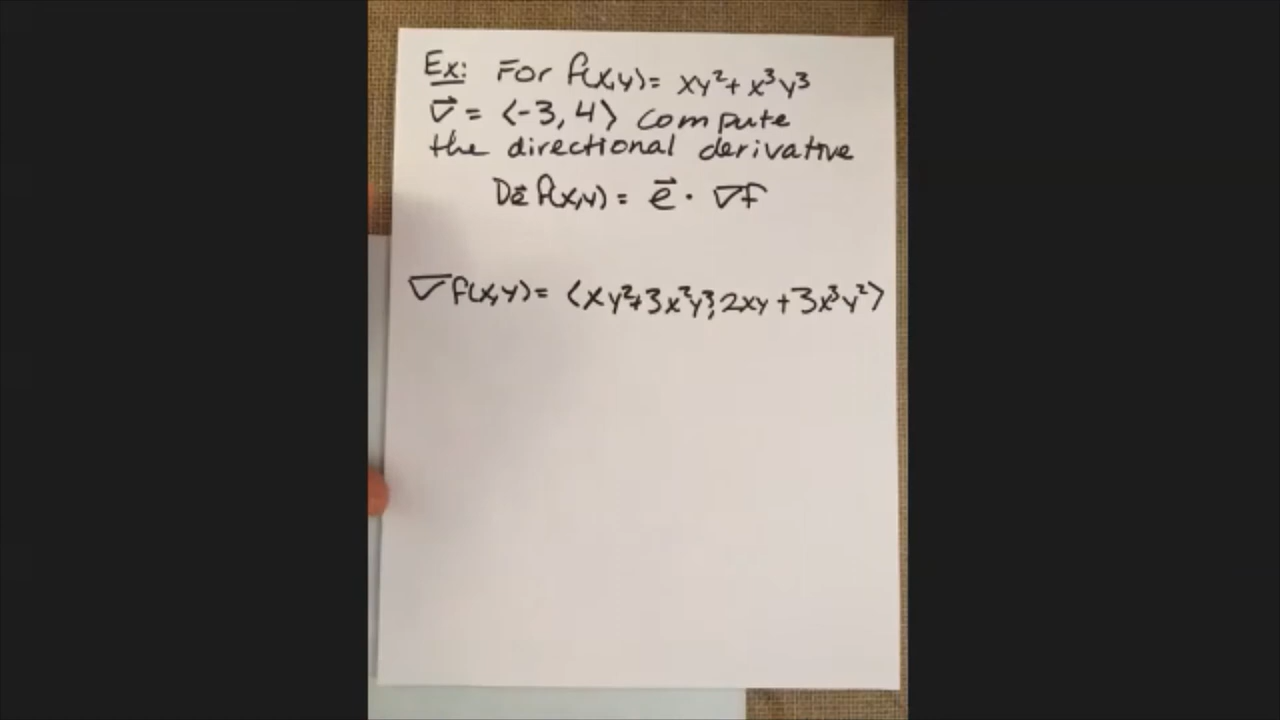 Ex: For f(x,y)= xy²+ x³y³
v⃗ = ⟨-3, 4⟩ compute
the directional derivative
De⃗ f(x,y) = e⃗ · ∇f
∇f(x,y)= ⟨xy²+3x²y³, 2xy + 3x³y²⟩